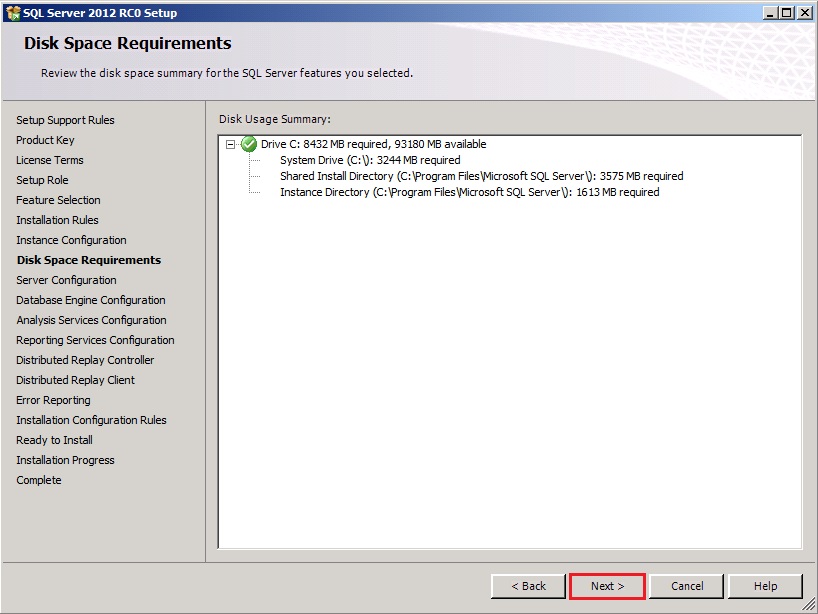 SQL Server 2012 RC0 Setup
Disk Space Requirements
Review the disk space summary for the SQL Server features you selected.
Setup Support Rules
Product Key
License Terms
Setup Role
Feature Selection
Installation Rules
Instance Configuration
Disk Space Requirements
Server Configuration
Database Engine Configuration
Analysis Services Configuration
Reporting Services Configuration
Distributed Replay Controller
Distributed Replay Client
Error Reporting
Installation Configuration Rules
Ready to Install
Installation Progress
Complete
Disk Usage Summary:
Drive C: 8432 MB required, 93180 MB available
System Drive (C:\): 3244 MB required
Shared Install Directory (C:\Program Files\Microsoft SQL Server\): 3575 MB required
Instance Directory (C:\Program Files\Microsoft SQL Server\): 1613 MB required
< Back Next > Cancel Help